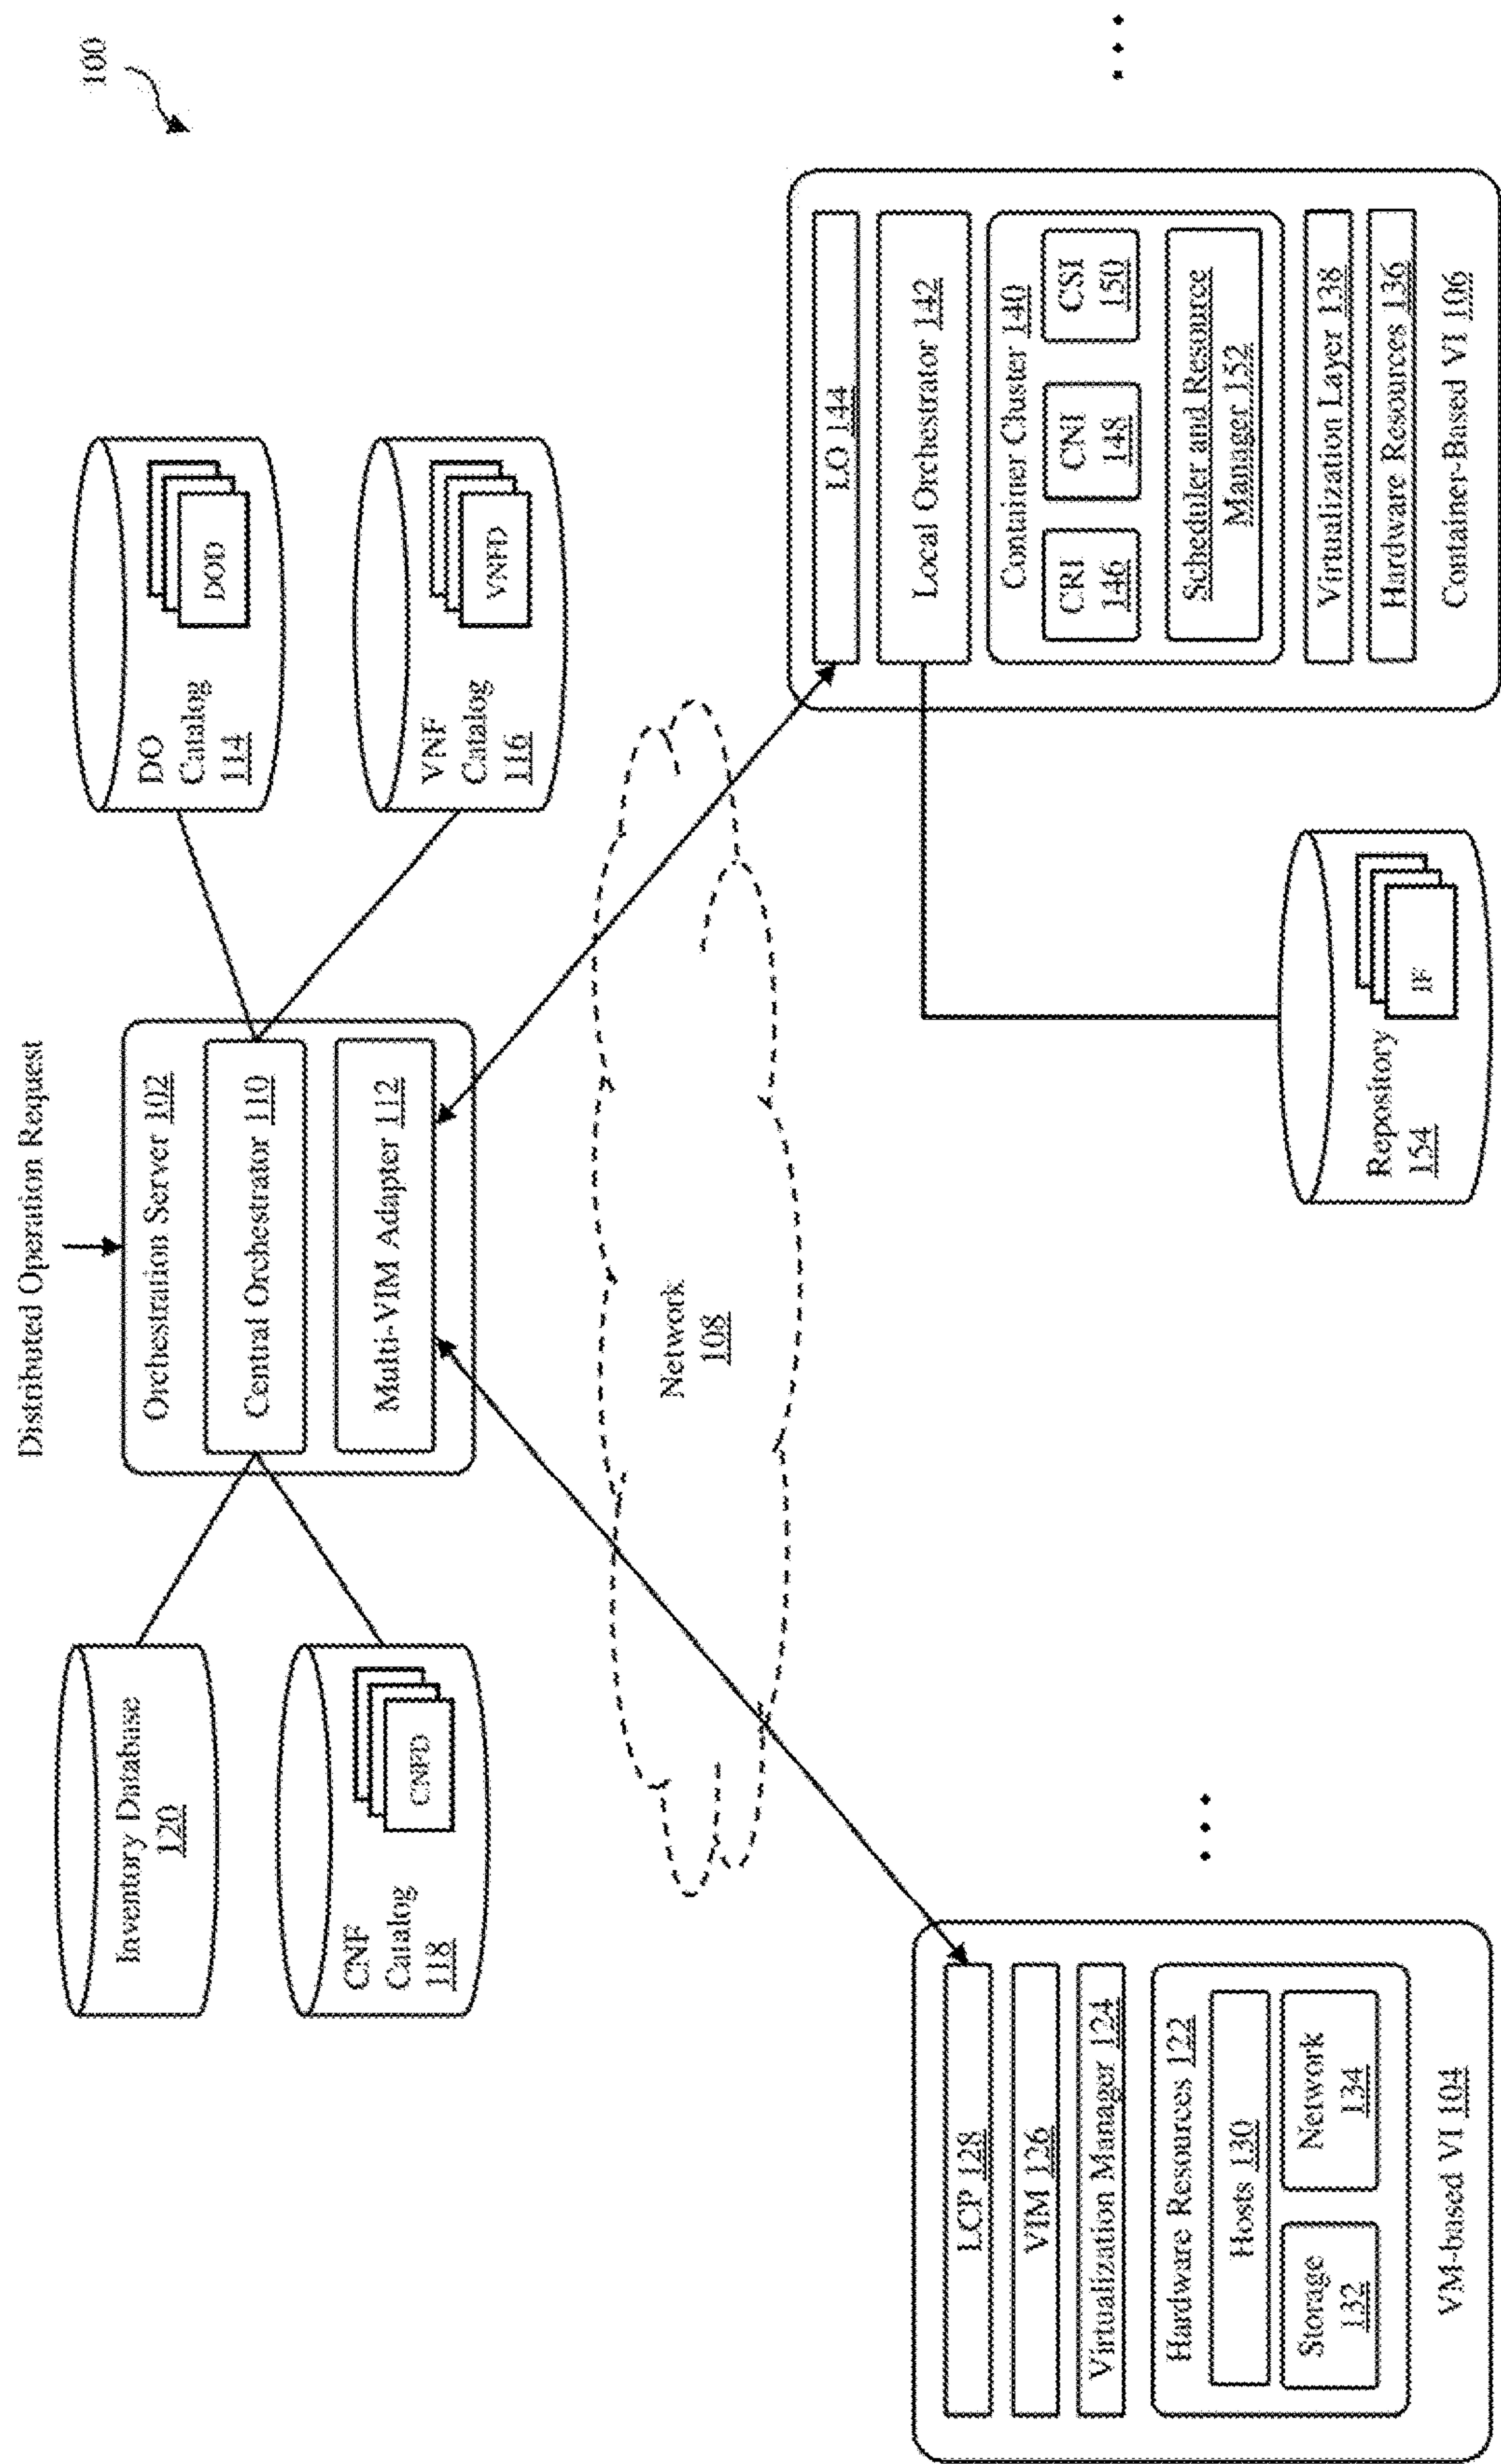 100
Distributed Operation Request
Inventory Database
120
Orchestration Server 102
Central Orchestrator 110
Multi-VIM Adapter 112
DO
Catalog
114
DOD
CNF
Catalog
118
CNFD
VNF
Catalog
116
VNFD
Network
108
LCP 128
VIM 126
Virtualization Manager 124
Hardware Resources 122
Hosts 130
Storage
132
Network
134
VM-based VI 104
Repository
154
IF
LO 144
Local Orchestrator 142
Container Cluster 140
CRI
146
CNI
148
CSI
150
Scheduler and Resource
Manager 152
Virtualization Layer 138
Hardware Resources 136
Container-Based VI 106